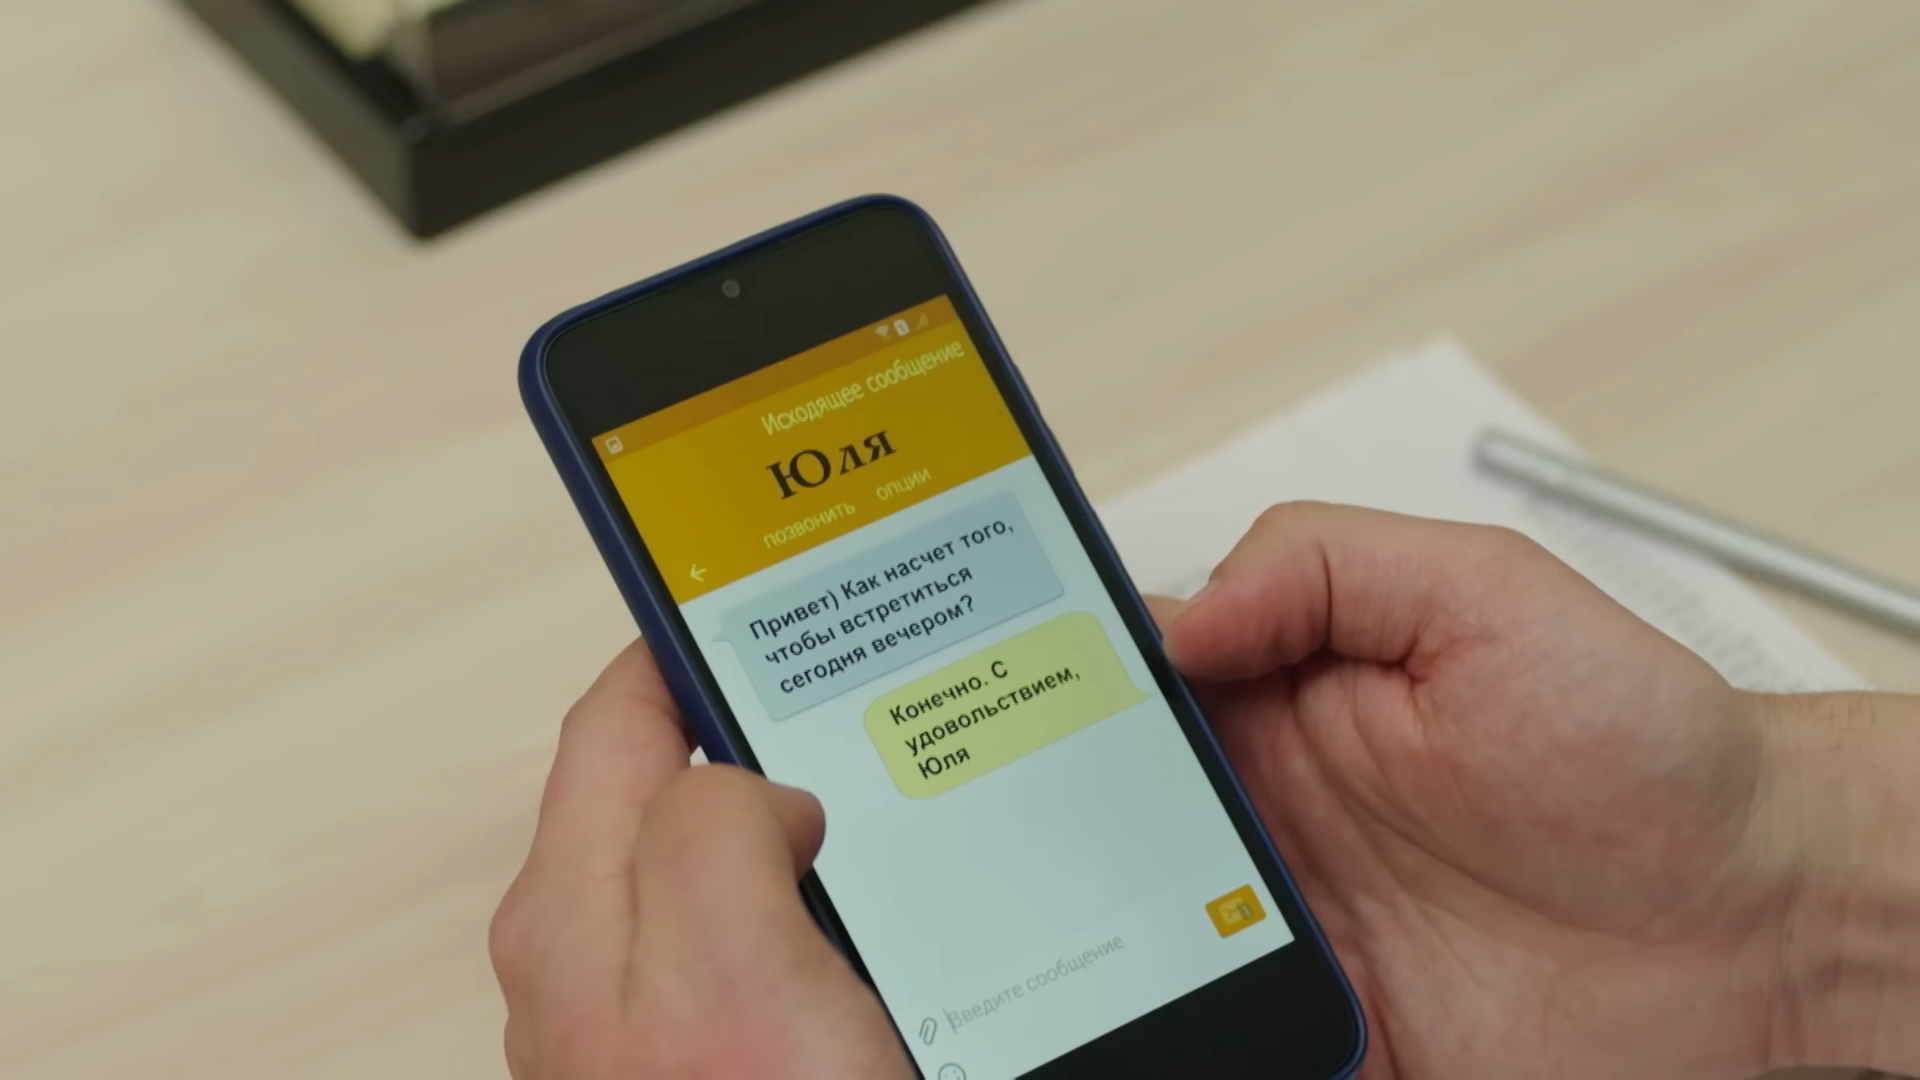 Исходящее сообщение
Юля
позвонить опции
Привет) Как насчет того,
чтобы встретиться
сегодня вечером?
Конечно. С
удовольствием,
Юля
Введите сообщение